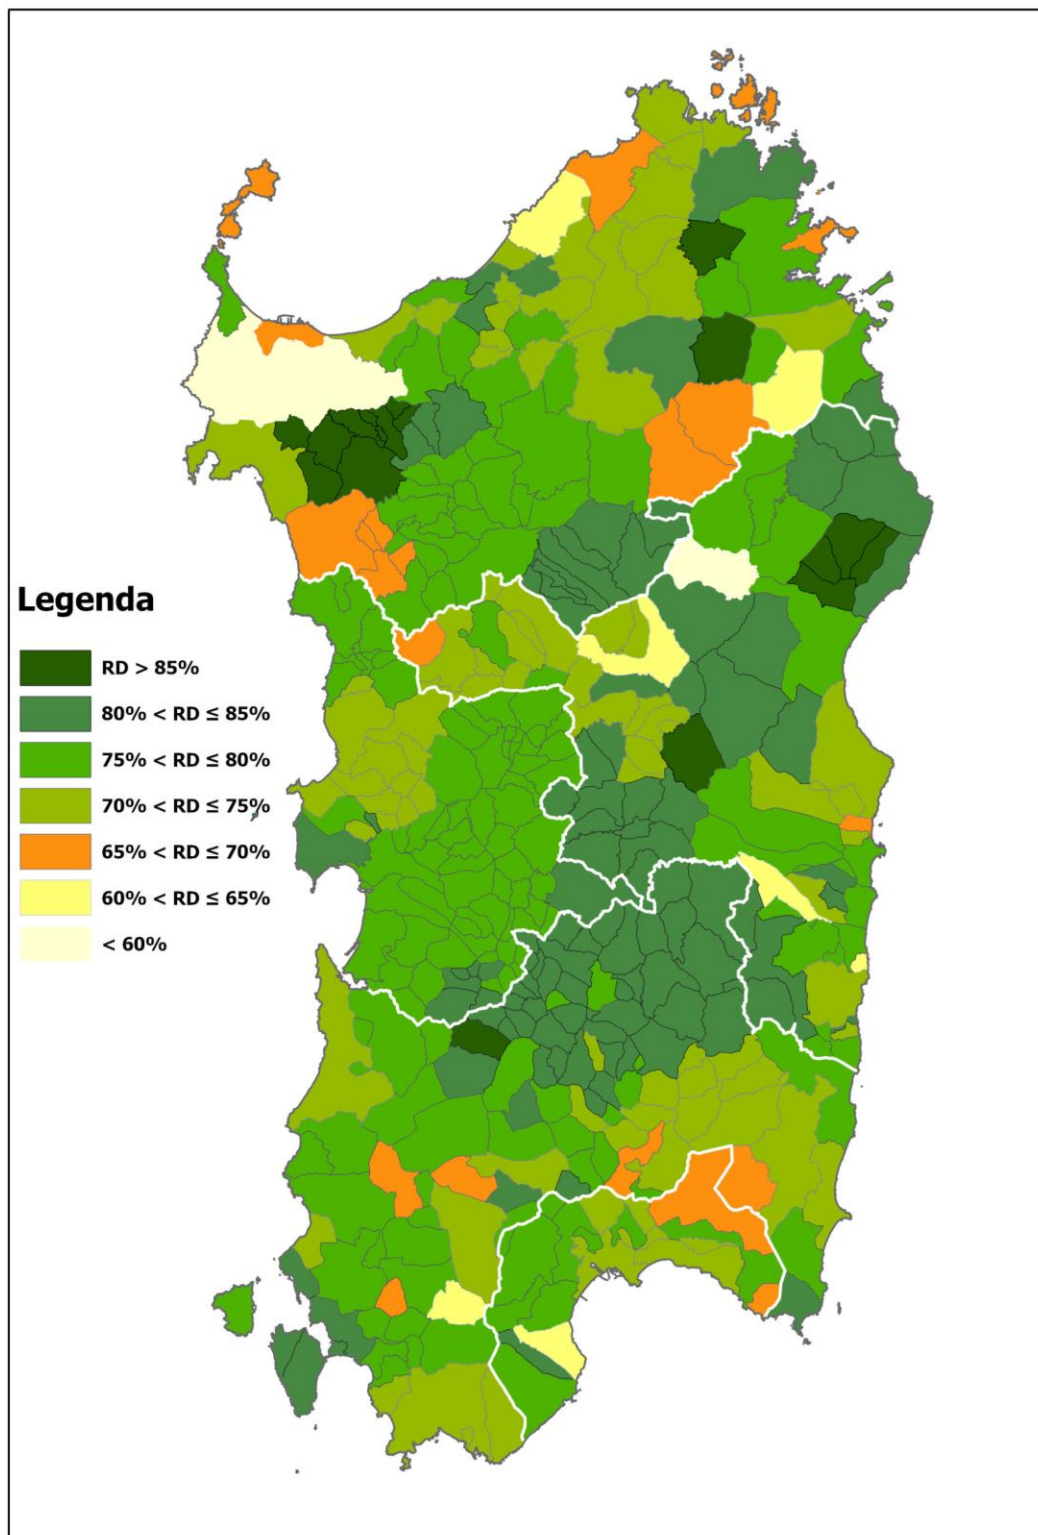 Legenda
RD > 85%
80% < RD ≤ 85%
75% < RD ≤ 80%
70% < RD ≤ 75%
65% < RD ≤ 70%
60% < RD ≤ 65%
< 60%